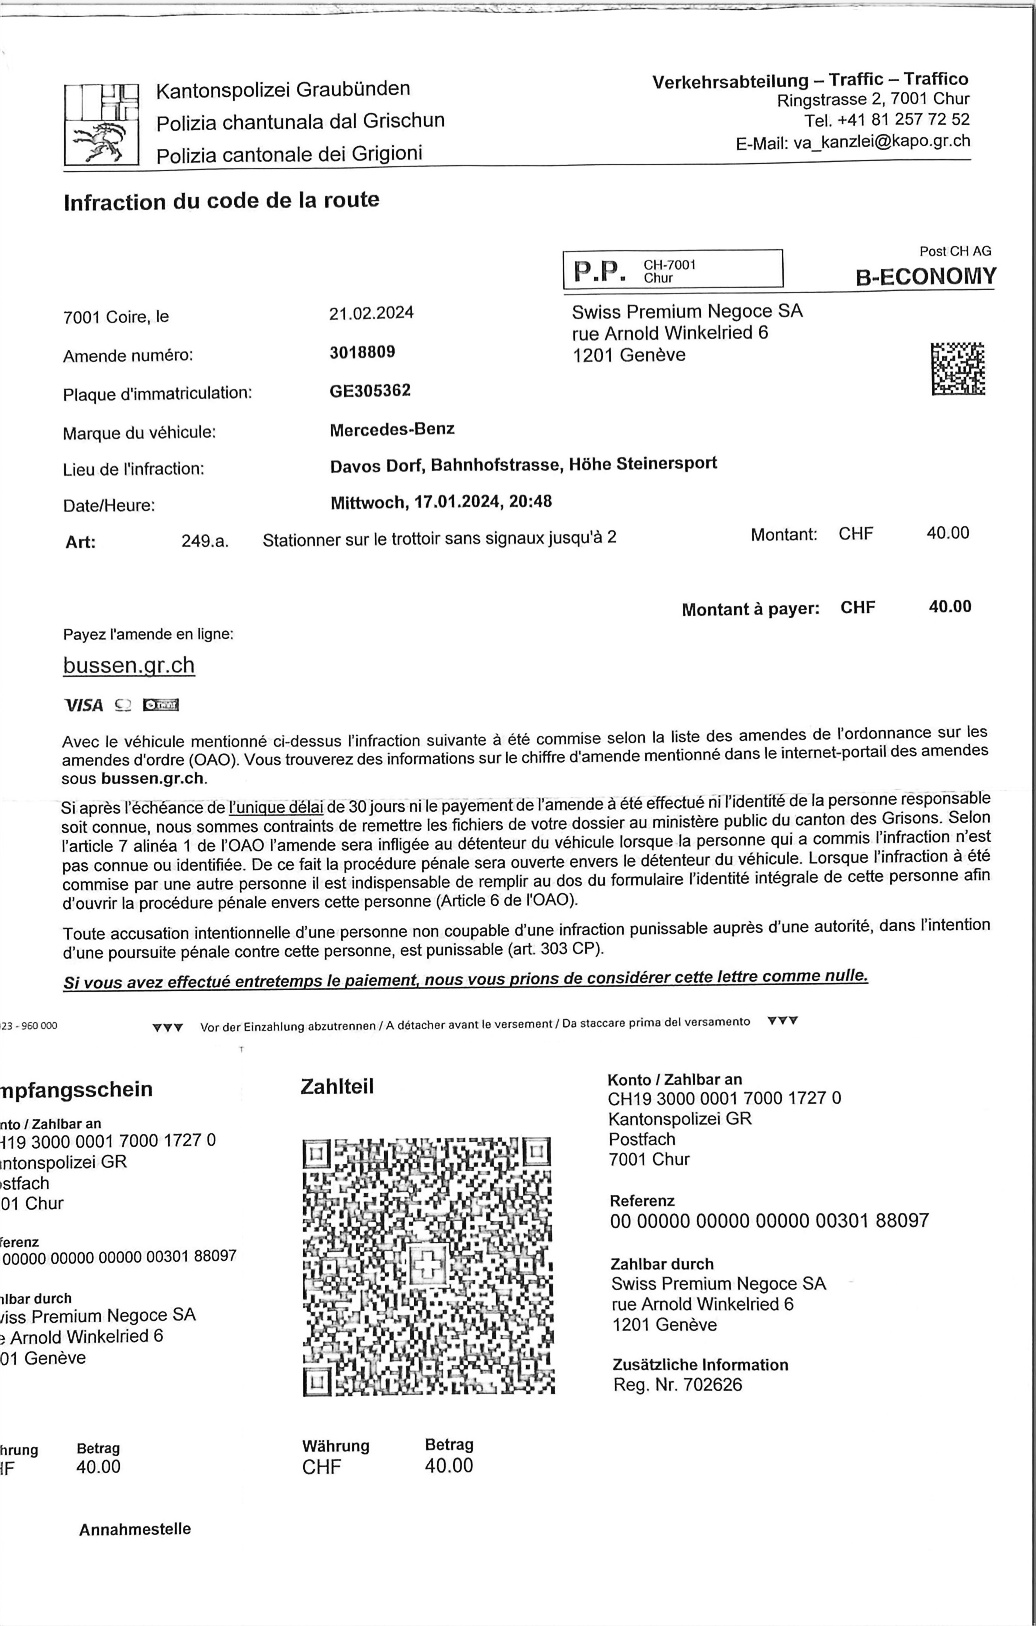 Kantonspolizei Graubünden
Polizia chantunala dal Grischun
Polizia cantonale dei Grigioni
Verkehrsabteilung – Traffic – Traffico
Ringstrasse 2, 7001 Chur
Tel. +41 81 257 72 52
E-Mail: va_kanzlei@kapo.gr.ch
Infraction du code de la route
P.P. CH-7001 Chur
Post CH AG
B-ECONOMY
Swiss Premium Negoce SA
rue Arnold Winkelried 6
1201 Genève
7001 Coire, le 21.02.2024
Amende numéro: 3018809
Plaque d'immatriculation: GE305362
Marque du véhicule: Mercedes-Benz
Lieu de l'infraction: Davos Dorf, Bahnhofstrasse, Höhe Steinersport
Date/Heure: Mittwoch, 17.01.2024, 20:48
Art: 249.a. Stationner sur le trottoir sans signaux jusqu'à 2 Montant: CHF 40.00
Montant à payer: CHF 40.00
Payez l'amende en ligne:
bussen.gr.ch
VISA
Avec le véhicule mentionné ci-dessus l'infraction suivante à été commise selon la liste des amendes de l'ordonnance sur les
amendes d'ordre (OAO). Vous trouverez des informations sur le chiffre d'amende mentionné dans le internet-portail des amendes
sous bussen.gr.ch.
Si après l'échéance de l'unique délai de 30 jours ni le payement de l'amende à été effectué ni l'identité de la personne responsable
soit connue, nous sommes contraints de remettre les fichiers de votre dossier au ministère public du canton des Grisons. Selon
l'article 7 alinéa 1 de l'OAO l'amende sera infligée au détenteur du véhicule lorsque la personne qui a commis l'infraction n'est
pas connue ou identifiée. De ce fait la procédure pénale sera ouverte envers le détenteur du véhicule. Lorsque l'infraction à été
commise par une autre personne il est indispensable de remplir au dos du formulaire l'identité intégrale de cette personne afin
d'ouvrir la procédure pénale envers cette personne (Article 6 de l'OAO).
Toute accusation intentionnelle d'une personne non coupable d'une infraction punissable auprès d'une autorité, dans l'intention
d'une poursuite pénale contre cette personne, est punissable (art. 303 CP).
Si vous avez effectué entretemps le paiement, nous vous prions de considérer cette lettre comme nulle.
023 - 960 000
▼▼▼ Vor der Einzahlung abzutrennen / A détacher avant le versement / Da staccare prima del versamento ▼▼▼
mpfangsschein
nto / Zahlbar an
H19 3000 0001 7000 1727 0
ntonspolizei GR
ostfach
01 Chur
ferenz
00000 00000 00000 00301 88097
hlbar durch
viss Premium Negoce SA
e Arnold Winkelried 6
01 Genève
hrung Betrag
HF 40.00
Annahmestelle
Zahlteil
Währung Betrag
CHF 40.00
Konto / Zahlbar an
CH19 3000 0001 7000 1727 0
Kantonspolizei GR
Postfach
7001 Chur
Referenz
00 00000 00000 00000 00301 88097
Zahlbar durch
Swiss Premium Negoce SA
rue Arnold Winkelried 6
1201 Genève
Zusätzliche Information
Reg. Nr. 702626